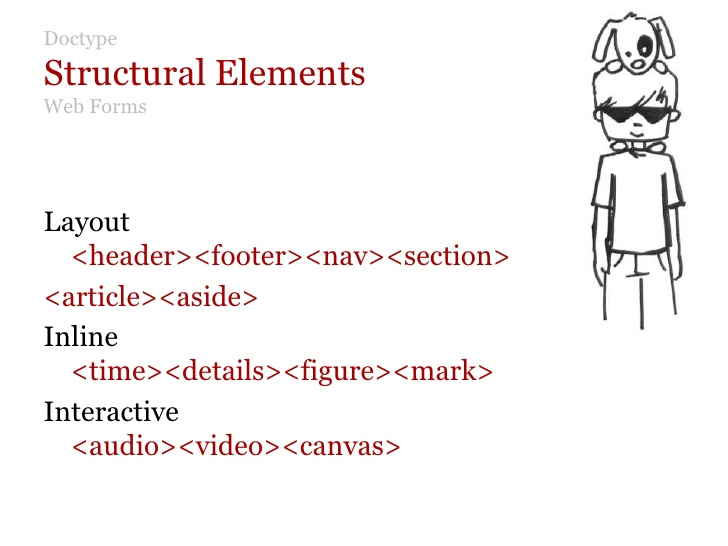 Doctype
Structural Elements
Web Forms
Layout
<header><footer><nav><section>
<article><aside>
Inline
<time><details><figure><mark>
Interactive
<audio><video><canvas>